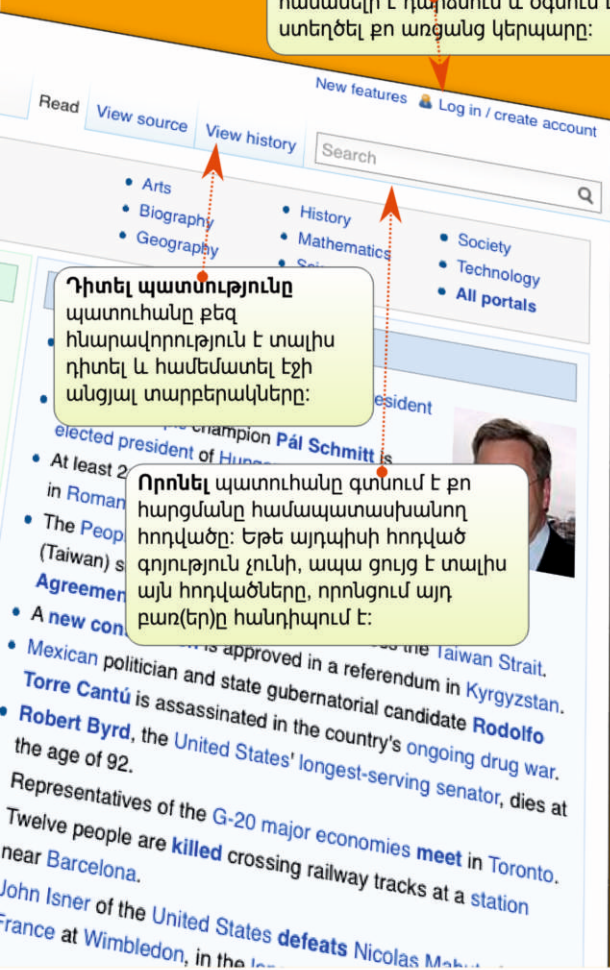 ստեղծել քո առցանց կերպարը:
New features Log in / create account
Read View source View history Search
Arts
Biography
Geography
History
Mathematics
Society
Technology
All portals
Դիտել պատմությունը
պատուհանը քեզ
հնարավորություն է տալիս
դիտել և համեմատել էջի
անցյալ տարբերակները:
champion Pál Schmitt is
elected president of
At least
in
Որոնել պատուհանը գտնում է քո
հարցմանը համապատասխանող
հոդվածը: Եթե այդպիսի հոդված
գոյություն չունի, ապա ցույց է տալիս
այն հոդվածները, որոնցում այդ
բառ(եր)ը հանդիպում է:
The
(Taiwan)
the Taiwan Strait.
A new is approved in a referendum in Kyrgyzstan.
Mexican politician and state gubernatorial candidate Rodolfo
Torre Cantú is assassinated in the country's ongoing drug war.
Robert Byrd, the United States' longest-serving senator, dies at
the age of 92.
Representatives of the G-20 major economies meet in Toronto.
Twelve people are killed crossing railway tracks at a station
near Barcelona.
John Isner of the United States defeats Nicolas
France at Wimbledon, in the